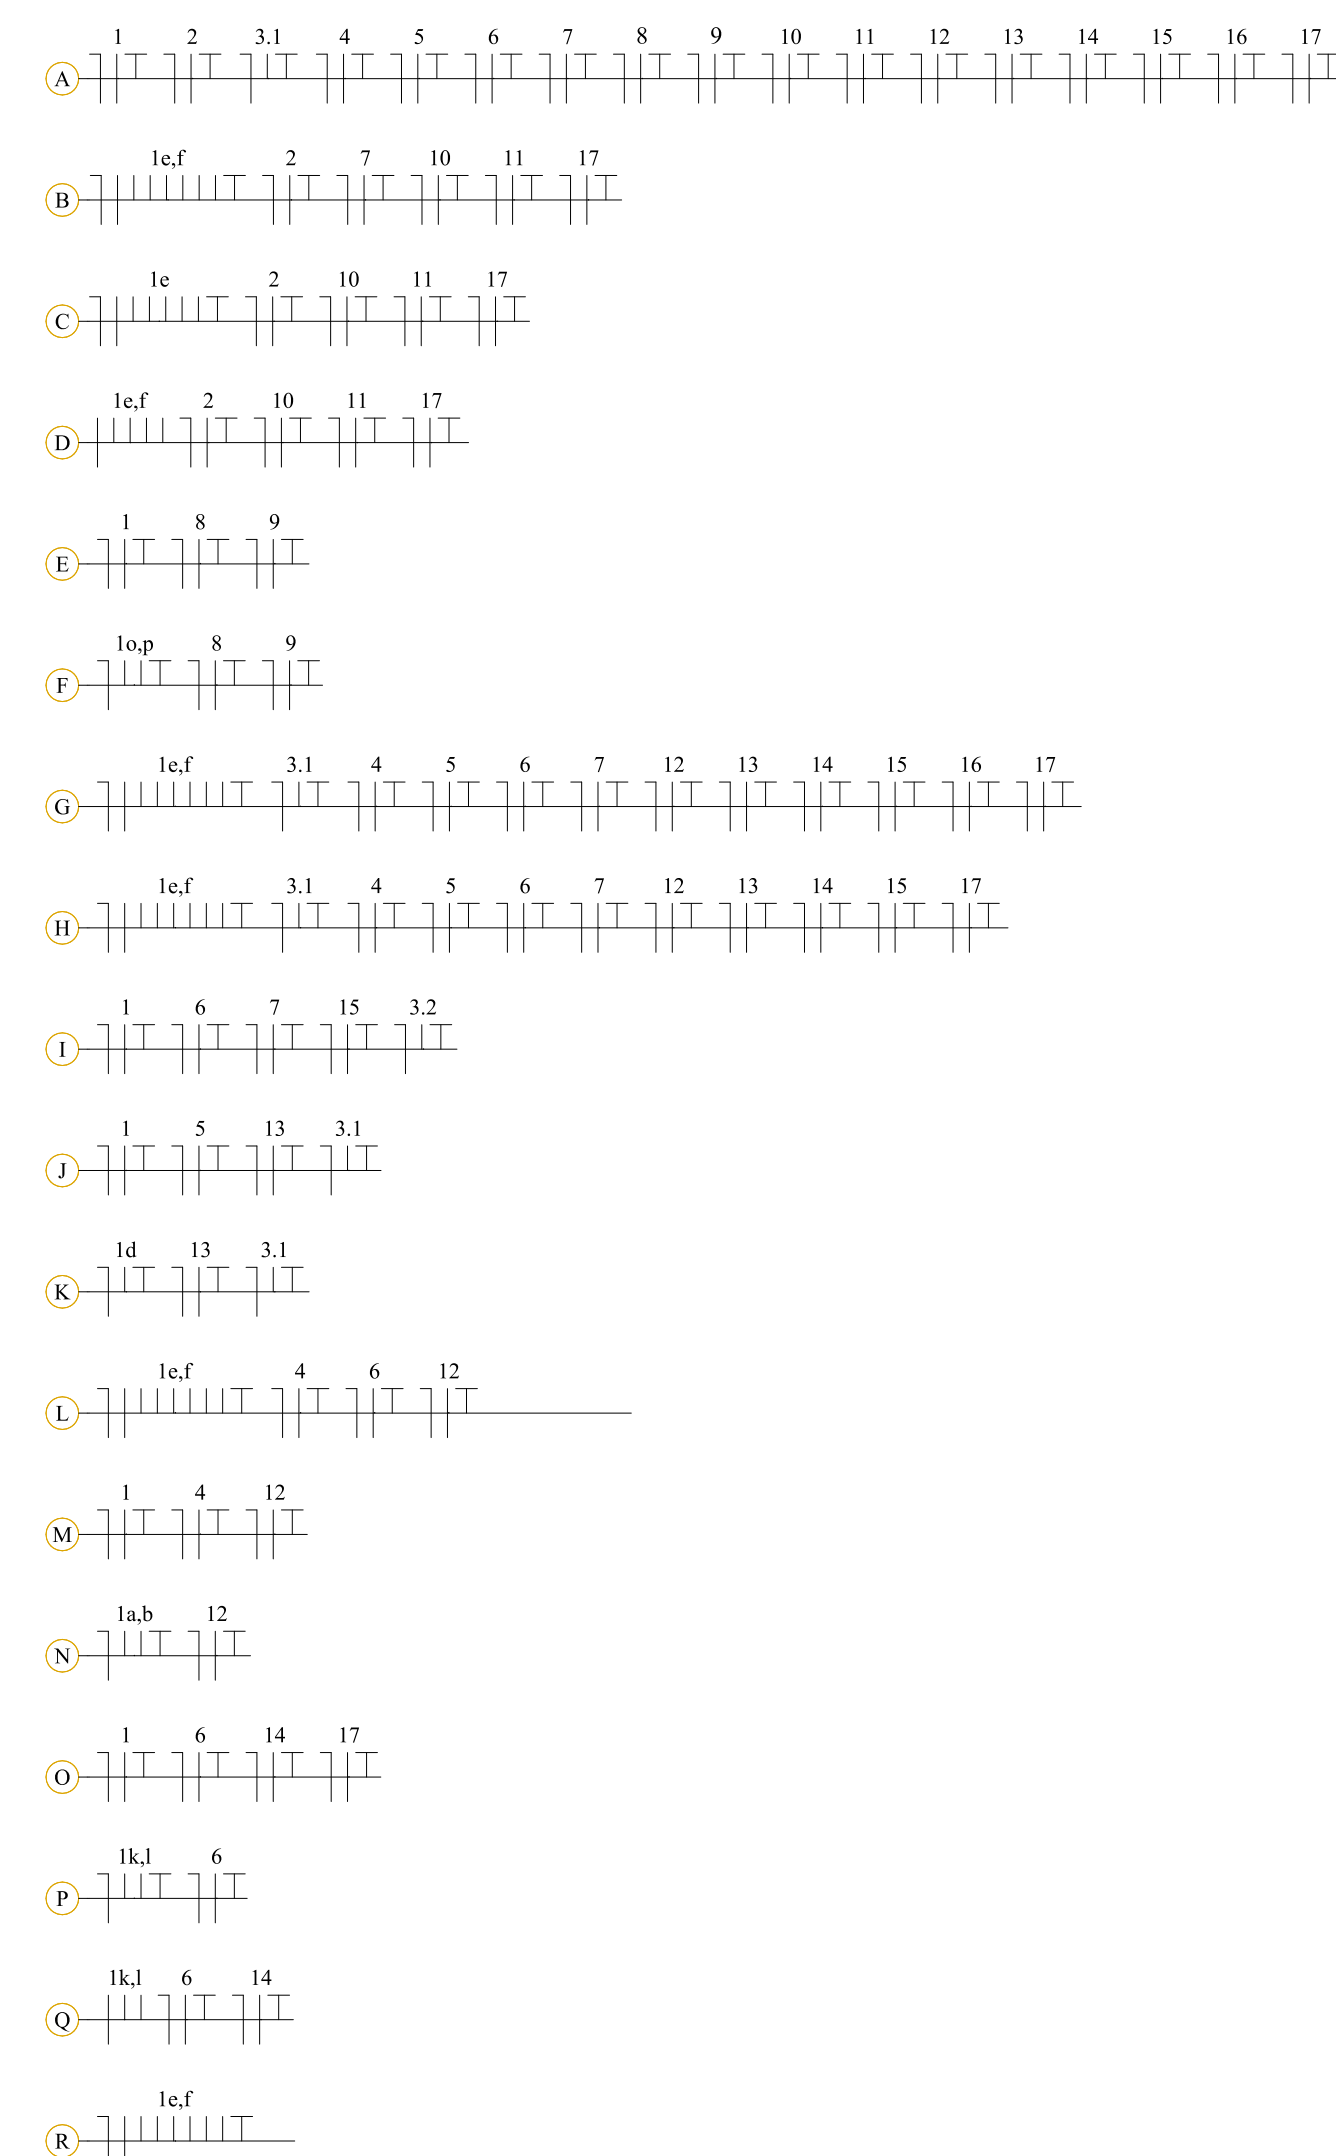 1 2 3.1 4 5 6 7 8 9 10 11 12 13 14 15 16 17
A
1e,f 2 7 10 11 17
B
1e 2 10 11 17
C
1e,f 2 10 11 17
D
1 8 9
E
1o,p 8 9
F
1e,f 3.1 4 5 6 7 12 13 14 15 16 17
G
1e,f 3.1 4 5 6 7 12 13 14 15 17
H
1 6 7 15 3.2
I
1 5 13 3.1
J
1d 13 3.1
K
1e,f 4 6 12
L
1 4 12
M
1a,b 12
N
1 6 14 17
O
1k,l 6
P
1k,l 6 14
Q
1e,f
R